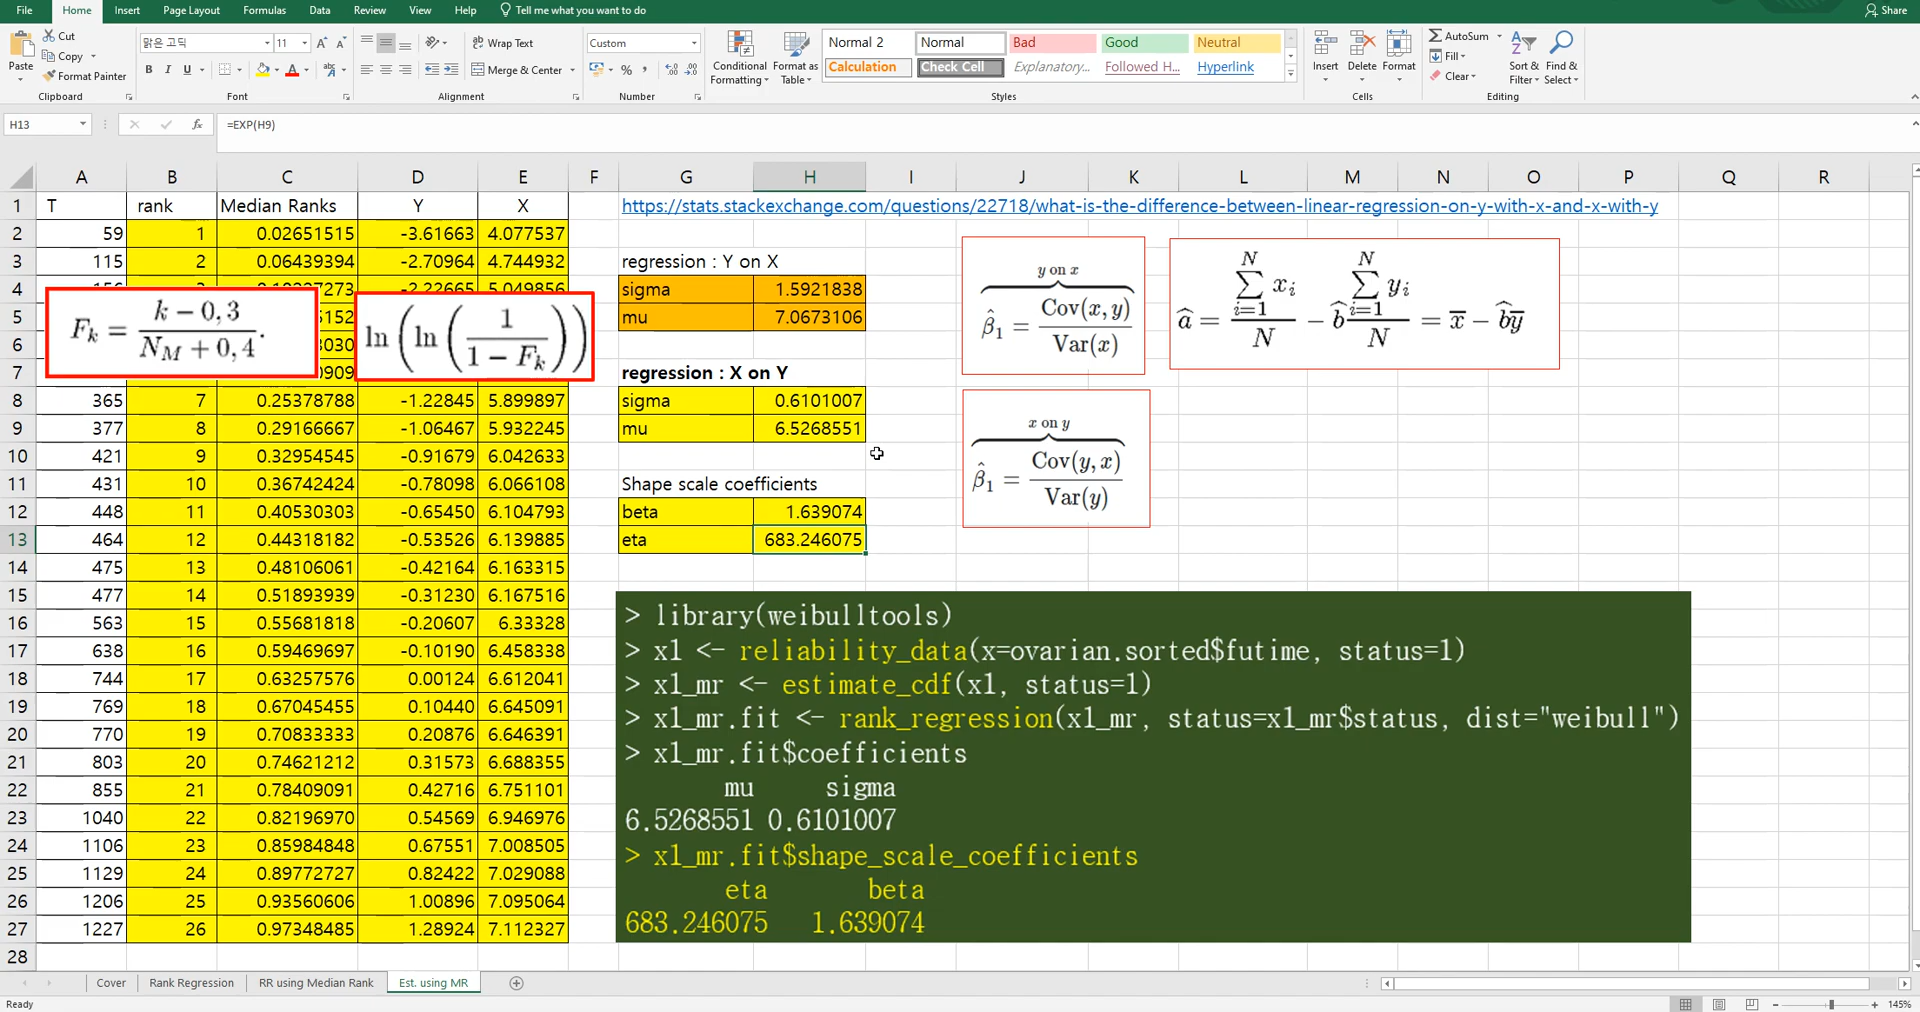 File Home Insert Page Layout Formulas Data Review View Help Tell me what you want to do Share
Paste Cut Copy Format Painter Clipboard
맑은 고딕 11 B I U Font
Wrap Text Merge & Center Alignment
Custom % , Number
Conditional Formatting Format as Table
Normal 2 Normal Bad Good Neutral
Calculation Check Cell Explanatory... Followed H... Hyperlink
Styles
Insert Delete Format Cells
AutoSum Fill Clear Sort & Filter Find & Select Editing
H13 fx =EXP(H9)
A B C D E F G H I J K L M N O P Q R
1 T rank Median Ranks Y X https://stats.stackexchange.com/questions/22718/what-is-the-difference-between-linear-regression-on-y-with-x-and-x-with-y
2 59 1 0.02651515 -3.61663 4.077537
3 115 2 0.06439394 -2.70964 4.744932 regression : Y on X
4 sigma 1.5921838
5 mu 7.0673106
6
7 regression : X on Y
8 365 7 0.25378788 -1.22845 5.899897 sigma 0.6101007
9 377 8 0.29166667 -1.06467 5.932245 mu 6.5268551
10 421 9 0.32954545 -0.91679 6.042633
11 431 10 0.36742424 -0.78098 6.066108 Shape scale coefficients
12 448 11 0.40530303 -0.65450 6.104793 beta 1.639074
13 464 12 0.44318182 -0.53526 6.139885 eta 683.246075
14 475 13 0.48106061 -0.42164 6.163315
15 477 14 0.51893939 -0.31230 6.167516
16 563 15 0.55681818 -0.20607 6.33328
17 638 16 0.59469697 -0.10190 6.458338
18 744 17 0.63257576 0.00124 6.612041
19 769 18 0.67045455 0.10440 6.645091
20 770 19 0.70833333 0.20876 6.646391
21 803 20 0.74621212 0.31573 6.688355
22 855 21 0.78409091 0.42716 6.751101
23 1040 22 0.82196970 0.54569 6.946976
24 1106 23 0.85984848 0.67551 7.008505
25 1129 24 0.89772727 0.82422 7.029088
26 1206 25 0.93560606 1.00896 7.095064
27 1227 26 0.97348485 1.28924 7.112327
28
F_k = (k − 0,3) / (N_M + 0,4).
ln(ln(1 / (1 − F_k)))
y on x
β̂₁ = Cov(x, y) / Var(x)
â = ∑_{i=1}^{N} x_i / N − b̂ ∑_{i=1}^{N} y_i / N = x̄ − b̂ȳ
x on y
β̂₁ = Cov(y, x) / Var(y)
> library(weibulltools)
> x1 <- reliability_data(x=ovarian.sorted$futime, status=1)
> x1_mr <- estimate_cdf(x1, status=1)
> x1_mr.fit <- rank_regression(x1_mr, status=x1_mr$status, dist="weibull")
> x1_mr.fit$coefficients
mu sigma
6.5268551 0.6101007
> x1_mr.fit$shape_scale_coefficients
eta beta
683.246075 1.639074
Cover Rank Regression RR using Median Rank Est. using MR
Ready 145%